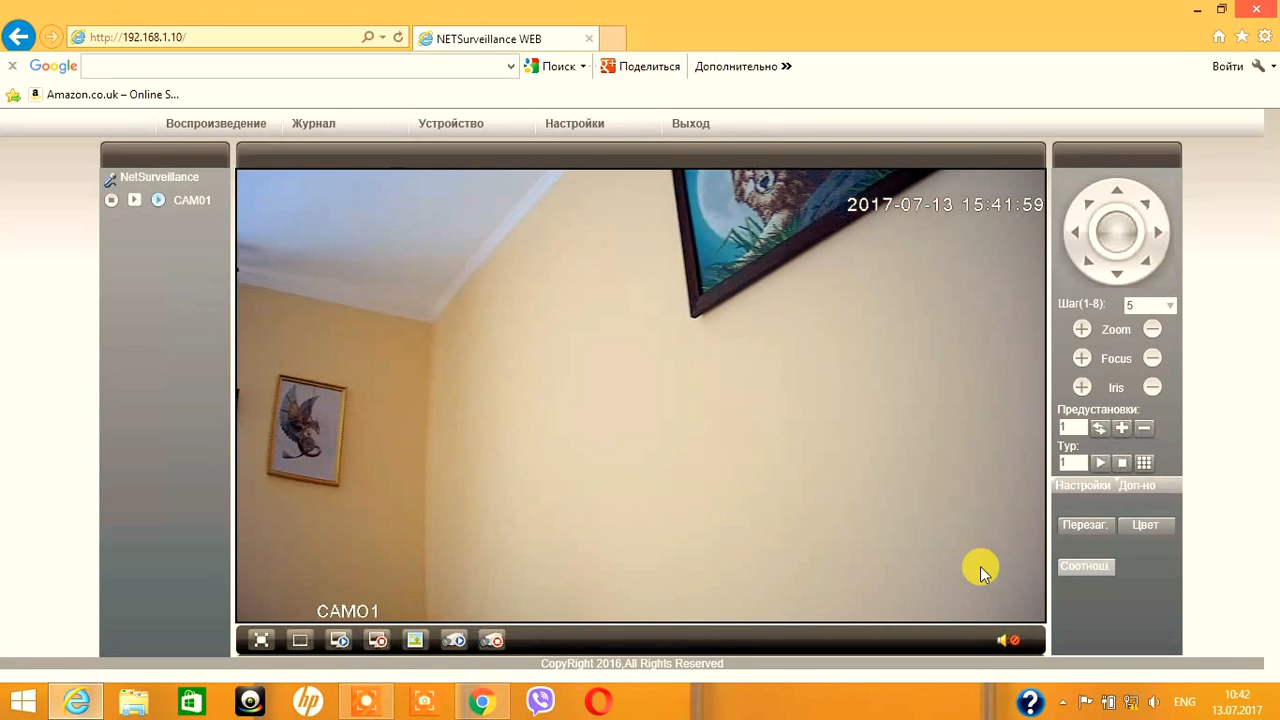 http://192.168.1.10/
NETSurveillance WEB
Google
Поиск
Поделиться
Дополнительно
Войти
a
Amazon.co.uk – Online S...
Воспроизведение
Журнал
Устройство
Настройки
Выход
NetSurveillance
CAM01
2017-07-13 15:41:59
CAM01
Шаг(1-8):
5
Zoom
Focus
Iris
Предустановки:
1
Тур:
1
Настройки
Доп-но
Перезаг.
Цвет
Соотнош.
CopyRight 2016,All Rights Reserved
hp
?
ENG
10:42
13.07.2017